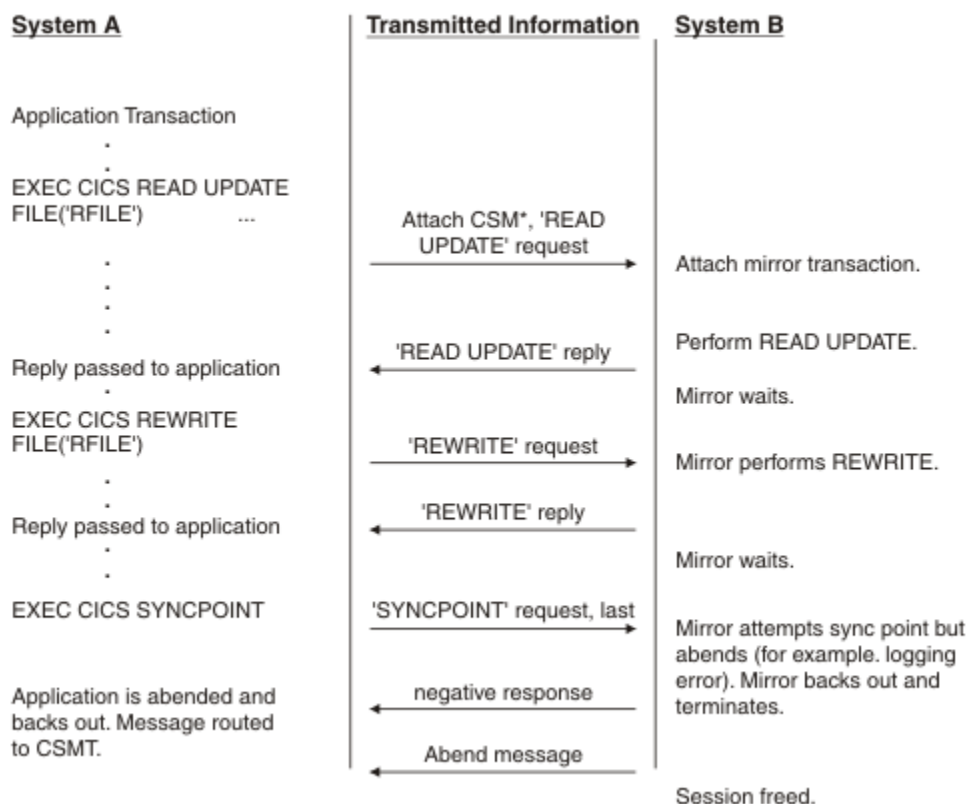 System A
Transmitted Information
System B
Application Transaction
.
.
EXEC CICS READ UPDATE
FILE('RFILE') ...
Attach CSM*, 'READ
UPDATE' request
Attach mirror transaction.
.
.
.
.
Perform READ UPDATE.
'READ UPDATE' reply
Reply passed to application
.
Mirror waits.
EXEC CICS REWRITE
FILE('RFILE')
'REWRITE' request
Mirror performs REWRITE.
.
.
'REWRITE' reply
Reply passed to application
.
.
Mirror waits.
EXEC CICS SYNCPOINT
'SYNCPOINT' request, last
Mirror attempts sync point but
abends (for example. logging
error). Mirror backs out and
terminates.
negative response
Application is abended and
backs out. Message routed
to CSMT.
Abend message
Session freed.